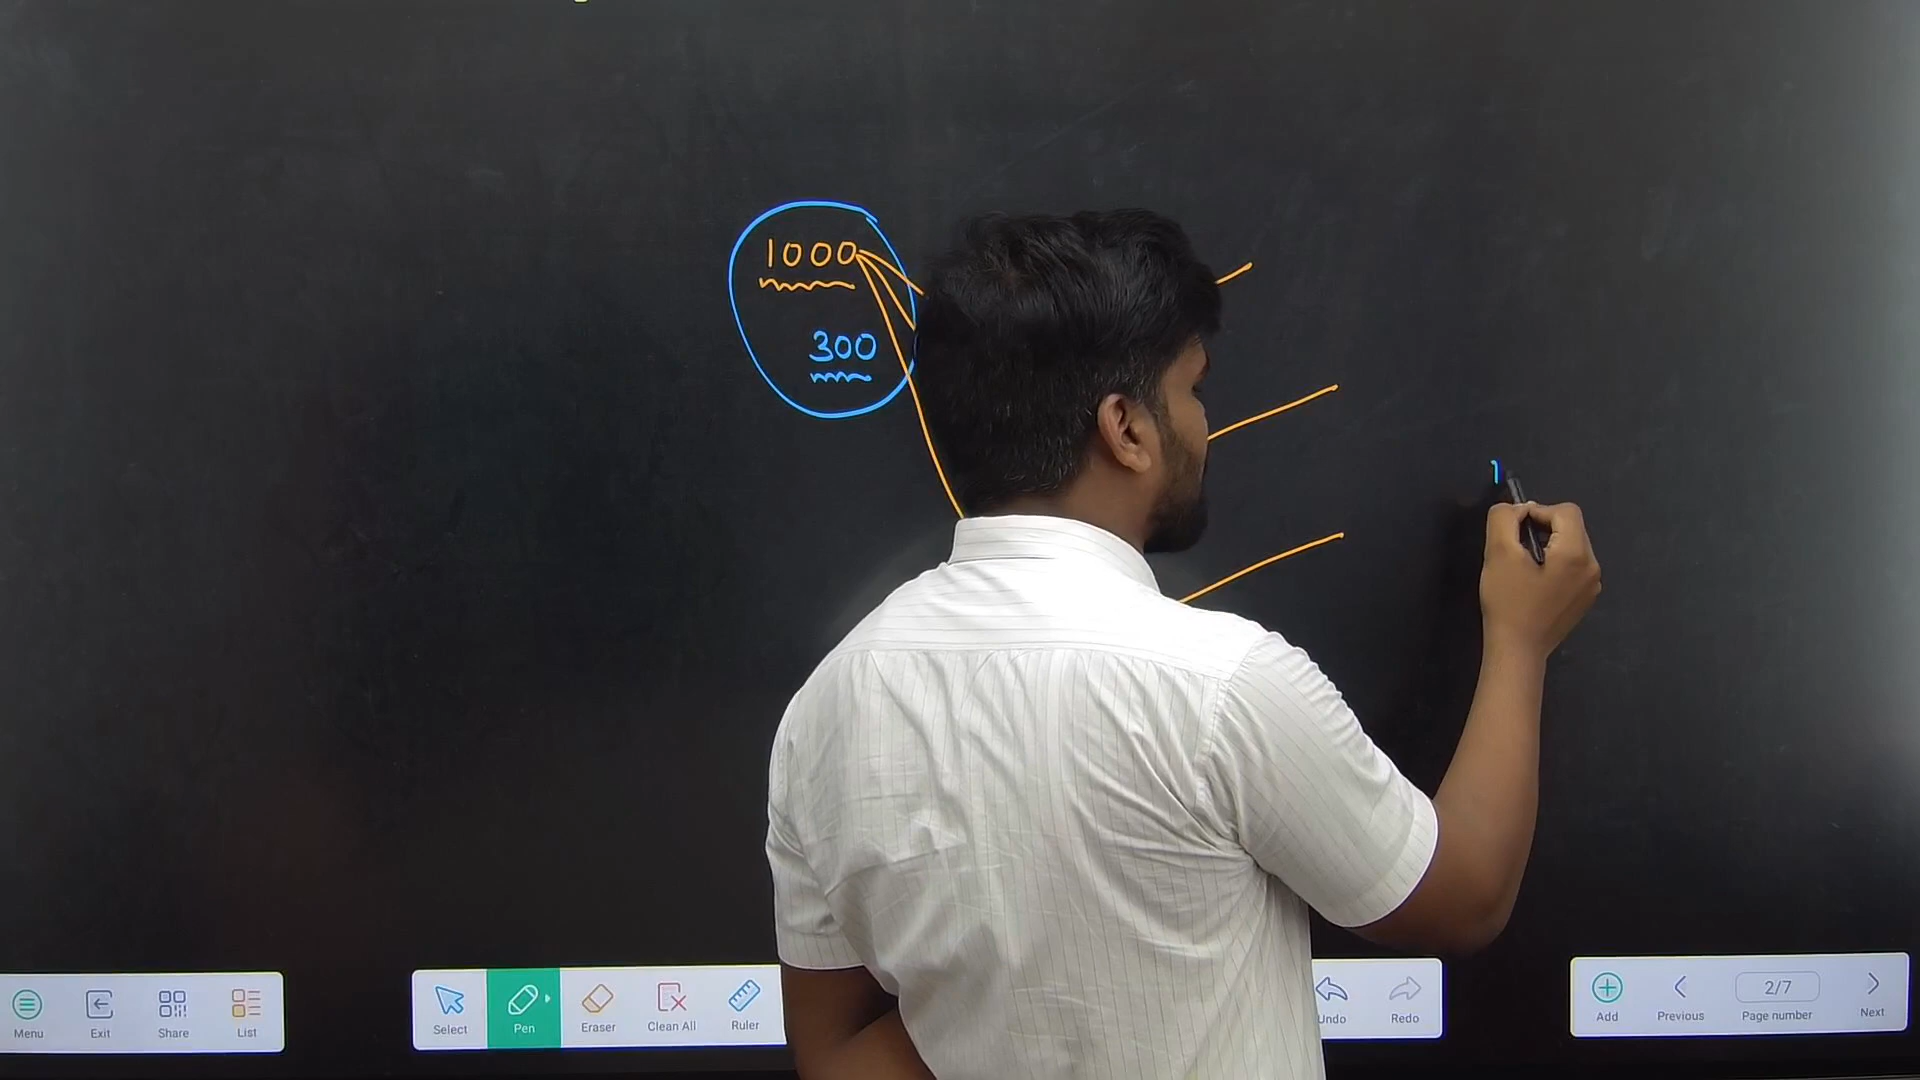 1000
300
Menu
Exit
Share
List
Select
Pen
Eraser
Clean All
Ruler
Undo
Redo
Add
Previous
2/7
Page number
Next